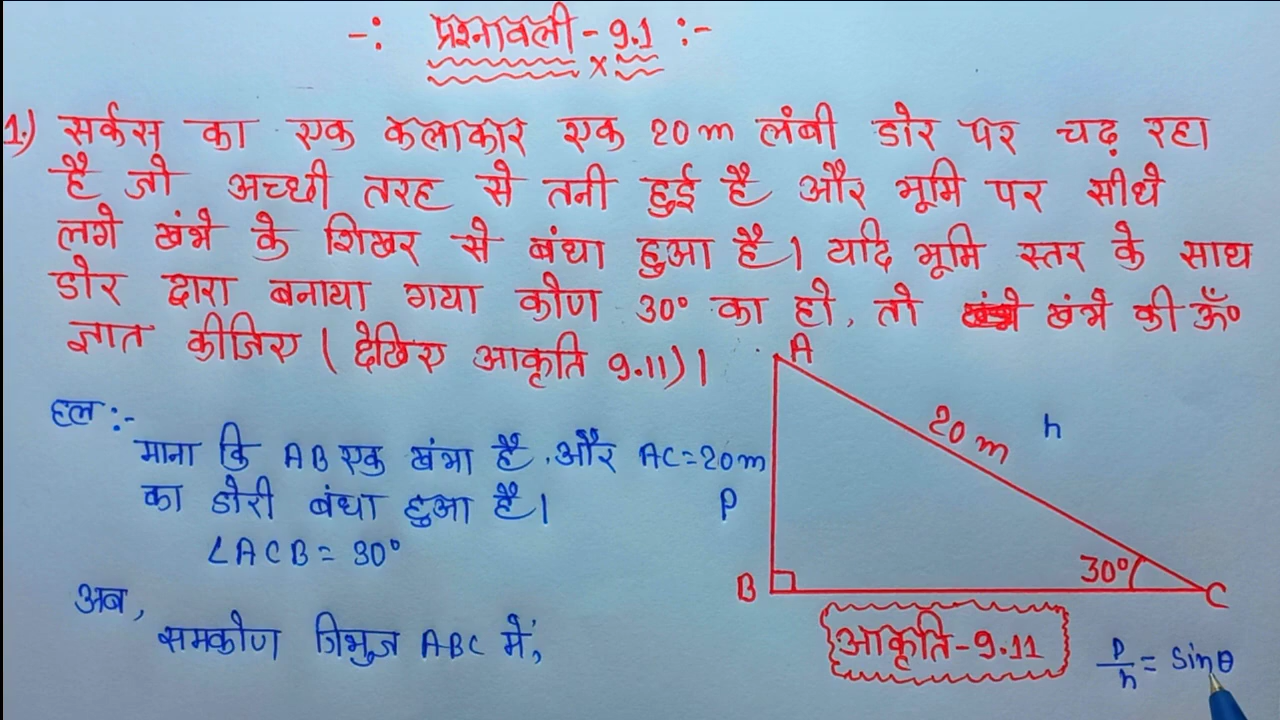 -: प्रश्नावली - 9.1 :-
1.) सर्कस का एक कलाकार एक 20m लंबी डोर पर चढ़ रहा
है जो अच्छी तरह से तनी हुई है और भूमि पर सीधे
लगे खंभे के शिखर से बंधा हुआ है। यदि भूमि स्तर के साथ
डोर द्वारा बनाया गया कोण 30° का हो, तो खंभे की ऊँ०
ज्ञात कीजिए (देखिए आकृति 9.11)।
A
20 m
h
P
B
30°
C
आकृति-9.11
P/h = sinθ
हल:-
माना कि AB एक खंभा है, और AC=20m
का डोरी बंधा हुआ है।
∠ACB = 30°
अब,
समकोण त्रिभुज ABC में,